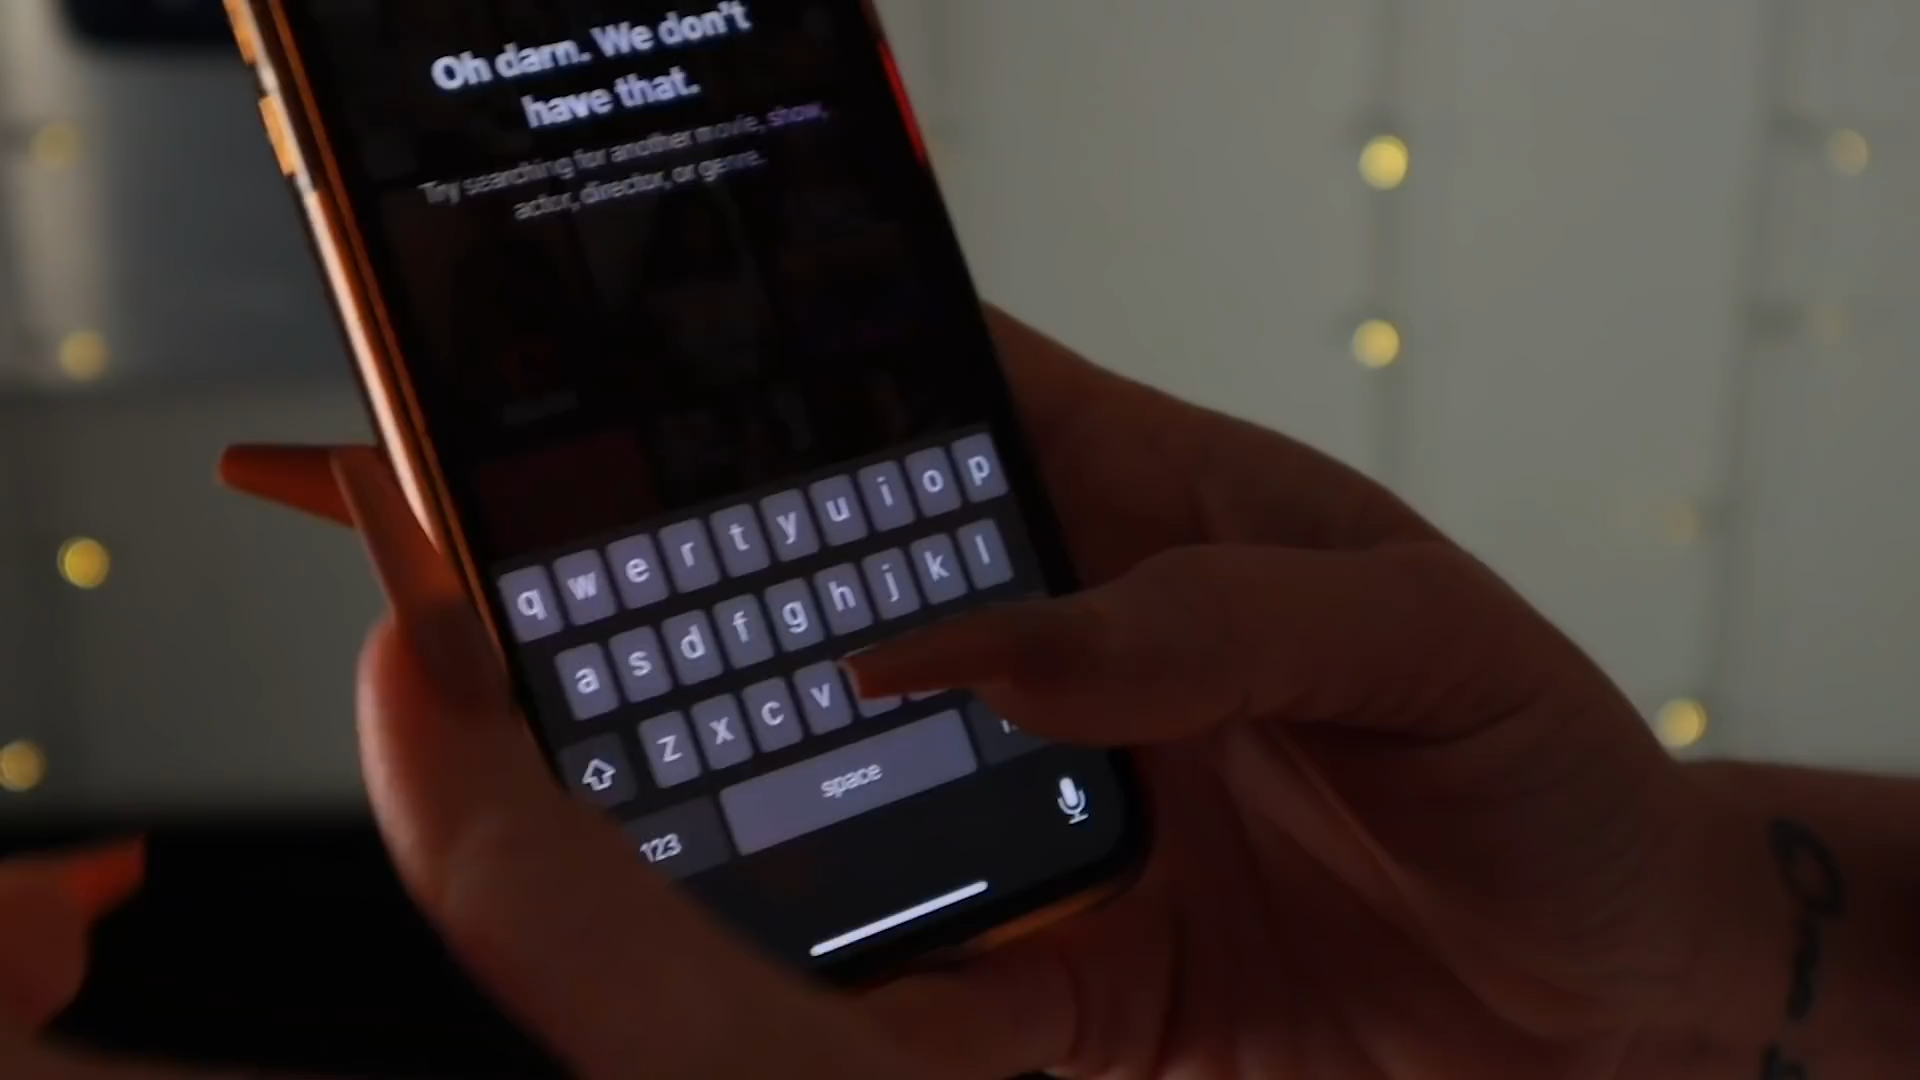 Oh darn. We don't
have that.
Try searching for another movie, show,
actor, director, or genre.
q w e r t y u i o p
a s d f g h j k l
z x c v
space
123